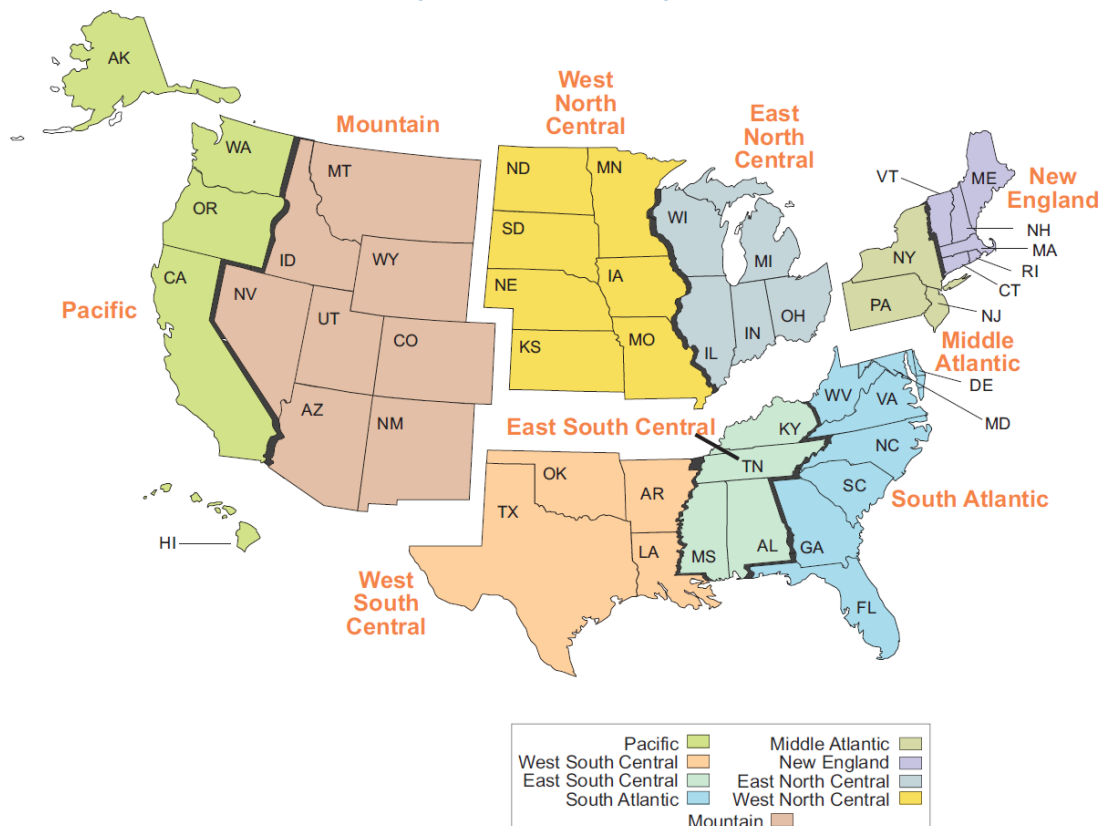 AK
West
North
Central
East
North
Central
Mountain
WA
MT
ND
MN
VT
ME
New
England
OR
WI
NH
SD
MI
MA
ID
WY
NY
RI
CA
IA
CT
NV
NE
PA
NJ
Pacific
UT
CO
KS
MO
IL
IN
OH
Middle
Atlantic
DE
WV
VA
MD
AZ
NM
East South Central
KY
NC
TN
OK
AR
SC
South Atlantic
TX
HI
LA
MS
AL
GA
West
South
Central
FL
Pacific
Middle Atlantic
West South Central
New England
East South Central
East North Central
South Atlantic
West North Central
Mountain